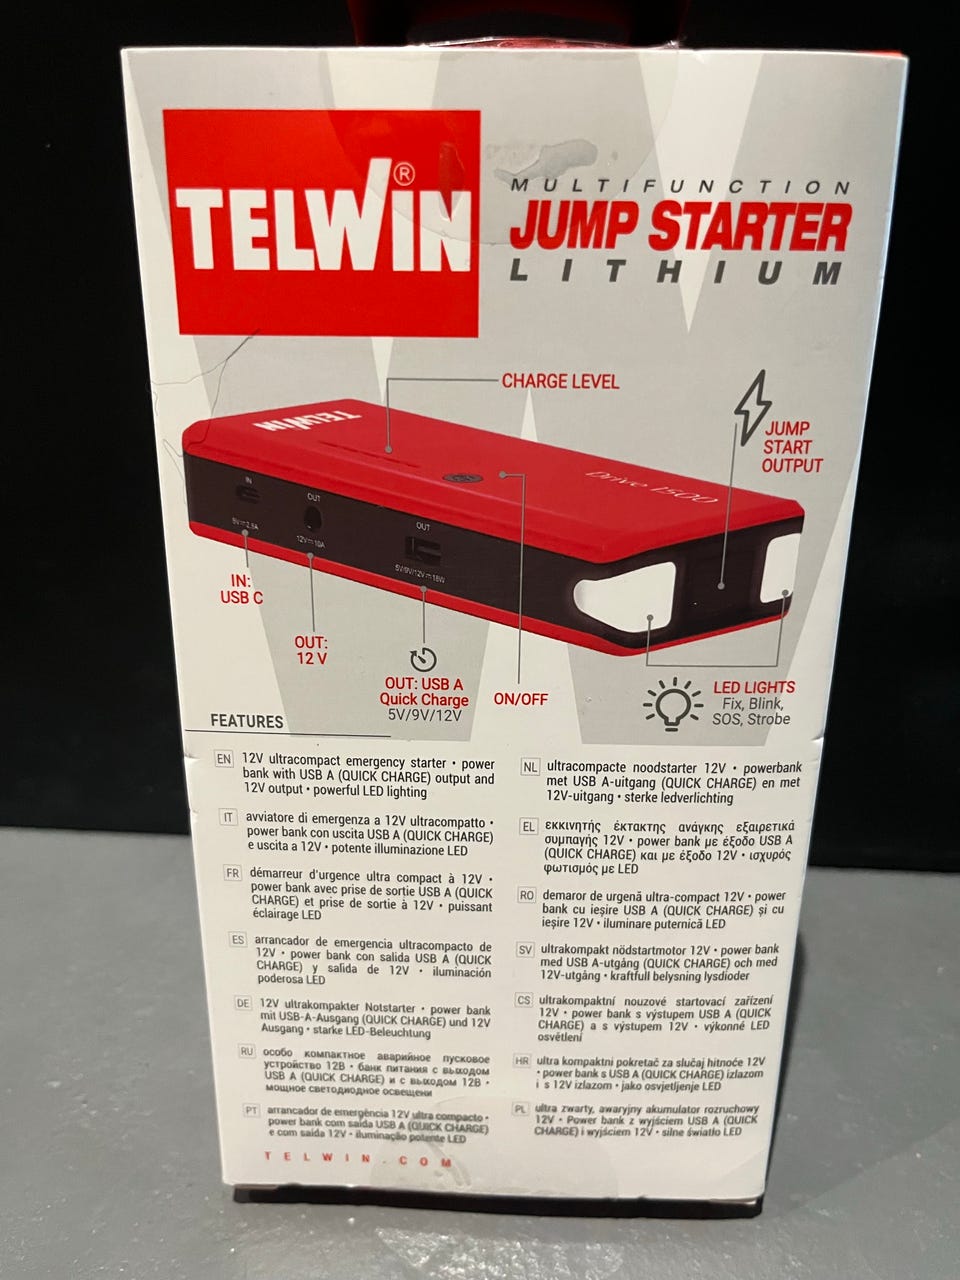 TELWIN®
MULTIFUNCTION
JUMP STARTER
LITHIUM
CHARGE LEVEL
JUMP
START
OUTPUT
TELWIN
Drive 1500
IN
5V⎓2.5A
OUT
12V⎓10A
OUT
5V/9V/12V⎓18W
IN:
USB C
OUT:
12 V
OUT: USB A
Quick Charge
5V/9V/12V
ON/OFF
LED LIGHTS
Fix, Blink,
SOS, Strobe
FEATURES
EN 12V ultracompact emergency starter • power
bank with USB A (QUICK CHARGE) output and
12V output • powerful LED lighting
IT avviatore di emergenza a 12V ultracompatto •
power bank con uscita USB A (QUICK CHARGE)
e uscita a 12V • potente illuminazione LED
FR démarreur d'urgence ultra compact à 12V •
power bank avec prise de sortie USB A (QUICK
CHARGE) et prise de sortie à 12V • puissant
éclairage LED
ES arrancador de emergencia ultracompacto de
12V • power bank con salida USB A (QUICK
CHARGE) y salida de 12V • iluminación
poderosa LED
DE 12V ultrakompakter Notstarter • power bank
mit USB-A-Ausgang (QUICK CHARGE) und 12V
Ausgang • starke LED-Beleuchtung
RU особо компактное аварийное пусковое
устройство 12В • банк питания с выходом
USB A (QUICK CHARGE) и с выходом 12В •
мощное светодиодное освещени
PT arrancador de emergência 12V ultra compacto •
power bank com saída USB A (QUICK CHARGE)
e com saída 12V • iluminação potente LED
NL ultracompacte noodstarter 12V • powerbank
met USB A-uitgang (QUICK CHARGE) en met
12V-uitgang • sterke ledverlichting
EL εκκινητής έκτακτης ανάγκης εξαιρετικά
συμπαγής 12V • power bank με έξοδο USB A
(QUICK CHARGE) και με έξοδο 12V • ισχυρός
φωτισμός με LED
RO demaror de urgenă ultra-compact 12V • power
bank cu ieșire USB A (QUICK CHARGE) și cu
ieșire 12V • iluminare puternică LED
SV ultrakompakt nödstartmotor 12V • power bank
med USB A-utgång (QUICK CHARGE) och med
12V-utgång • kraftfull belysning lysdioder
CS ultrakompaktní nouzové startovací zařízení
12V • power bank s výstupem USB A (QUICK
CHARGE) a s výstupem 12V • výkonné LED
osvětlení
HR ultra kompaktni pokretač za slučaj hitnoće 12V
• power bank s USB A (QUICK CHARGE) izlazom
i s 12V izlazom • jako osvjetljenje LED
PL ultra zwarty, awaryjny akumulator rozruchowy
12V • Power bank z wyjściem USB A (QUICK
CHARGE) i wyjściem 12V • silne światło LED
TELWIN.COM